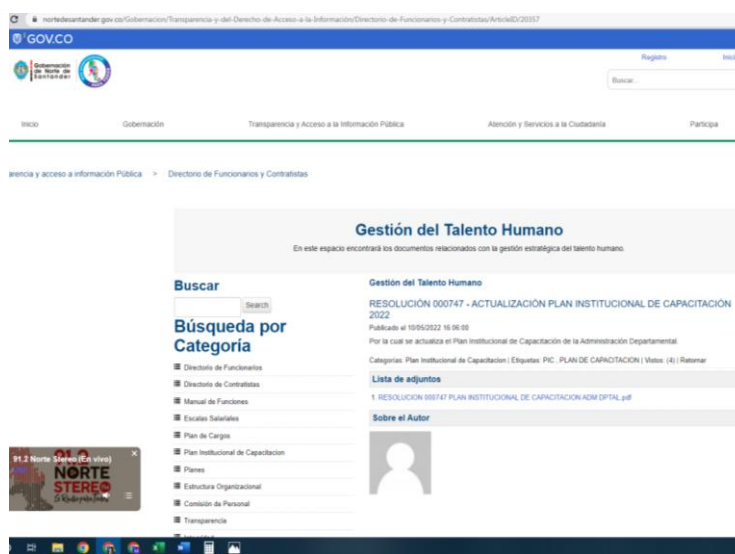 nortedesantander.gov.co/Gobernacion/Transparencia-y-del-Derecho-de-Acceso-a-la-Información/Directorio-de-Funcionarios-y-Contratistas/ArticleID/20357
GOV.CO
Gobernación
de Norte de
Santander
Registro
Buscar...
Inicio
Gobernación
Transparencia y Acceso a la Información Pública
Atención y Servicios a la Ciudadanía
Participa
arencia y acceso a información Pública > Directorio de Funcionarios y Contratistas
Gestión del Talento Humano
En este espacio encontrará los documentos relacionados con la gestión estratégica del talento humano.
Buscar
Search
Búsqueda por
Categoría
Directorio de Funcionarios
Directorio de Contratistas
Manual de Funciones
Escalas Salariales
Plan de Cargos
Plan Institucional de Capacitacion
Planes
Estructura Organizacional
Comisión de Personal
Transparencia
Gestión del Talento Humano
RESOLUCIÓN 000747 - ACTUALIZACIÓN PLAN INSTITUCIONAL DE CAPACITACIÓN
2022
Publicado el 10/05/2022 16:06:00
Por la cual se actualiza el Plan Institucional de Capacitación de la Administración Departamental.
Categorías: Plan Institucional de Capacitacion | Etiquetas: PIC , PLAN DE CAPACITACION | Vistos: (4) | Retornar
Lista de adjuntos
1. RESOLUCION 000747 PLAN INSTITUCIONAL DE CAPACITACION ADM DPTAL.pdf
Sobre el Autor
91.2 Norte Stereo (En vivo)
NORTE
STEREO